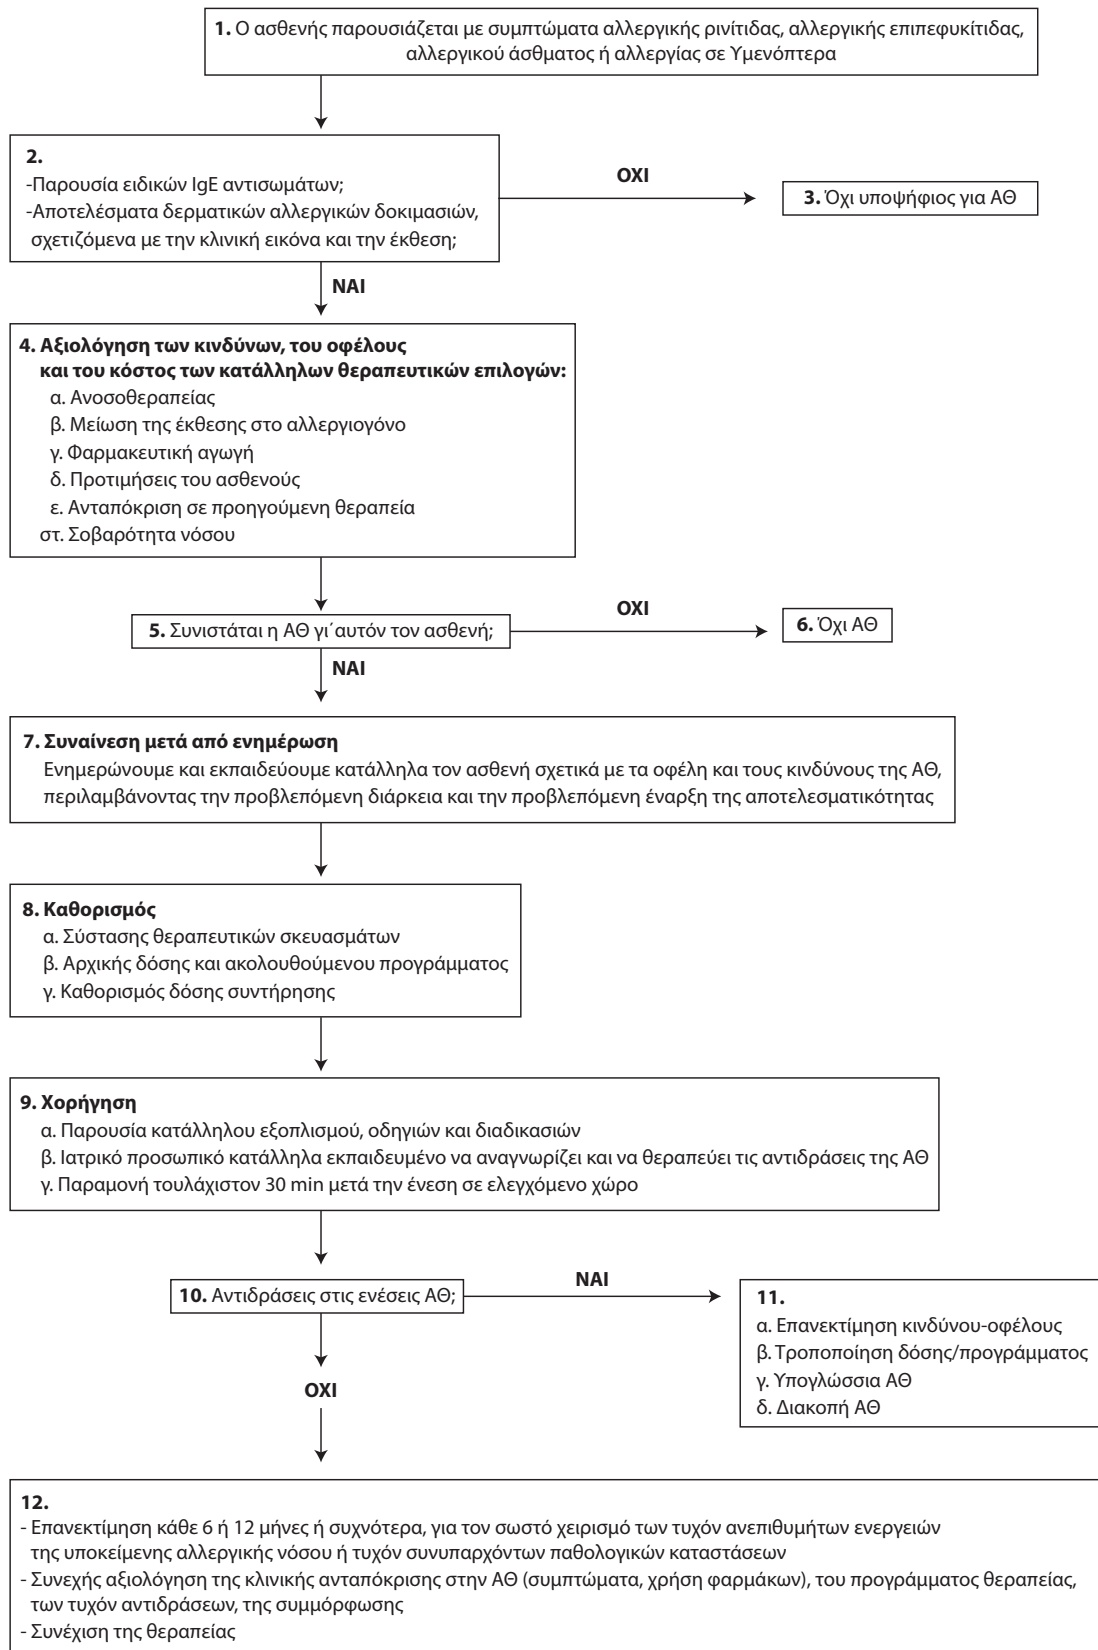 1. Ο ασθενής παρουσιάζεται με συμπτώματα αλλεργικής ρινίτιδας, αλλεργικής επιπεφυκίτιδας,
αλλεργικού άσθματος ή αλλεργίας σε Υμενόπτερα
2.
-Παρουσία ειδικών IgE αντισωμάτων;
-Αποτελέσματα δερματικών αλλεργικών δοκιμασιών,
σχετιζόμενα με την κλινική εικόνα και την έκθεση;
ΟΧΙ
3. Όχι υποψήφιος για ΑΘ
ΝΑΙ
4. Αξιολόγηση των κινδύνων, του οφέλους
και του κόστος των κατάλληλων θεραπευτικών επιλογών:
α. Ανοσοθεραπείας
β. Μείωση της έκθεσης στο αλλεργιογόνο
γ. Φαρμακευτική αγωγή
δ. Προτιμήσεις του ασθενούς
ε. Ανταπόκριση σε προηγούμενη θεραπεία
στ. Σοβαρότητα νόσου
5. Συνιστάται η ΑΘ γι΄αυτόν τον ασθενή;
ΟΧΙ
6. Όχι ΑΘ
ΝΑΙ
7. Συναίνεση μετά από ενημέρωση
Ενημερώνουμε και εκπαιδεύουμε κατάλληλα τον ασθενή σχετικά με τα οφέλη και τους κινδύνους της ΑΘ,
περιλαμβάνοντας την προβλεπόμενη διάρκεια και την προβλεπόμενη έναρξη της αποτελεσματικότητας
8. Καθορισμός
α. Σύστασης θεραπευτικών σκευασμάτων
β. Αρχικής δόσης και ακολουθούμενου προγράμματος
γ. Καθορισμός δόσης συντήρησης
9. Χορήγηση
α. Παρουσία κατάλληλου εξοπλισμού, οδηγιών και διαδικασιών
β. Ιατρικό προσωπικό κατάλληλα εκπαιδευμένο να αναγνωρίζει και να θεραπεύει τις αντιδράσεις της ΑΘ
γ. Παραμονή τουλάχιστον 30 min μετά την ένεση σε ελεγχόμενο χώρο
10. Αντιδράσεις στις ενέσεις ΑΘ;
ΝΑΙ
11.
α. Επανεκτίμηση κινδύνου-οφέλους
β. Τροποποίηση δόσης/προγράμματος
γ. Υπογλώσσια ΑΘ
δ. Διακοπή ΑΘ
ΟΧΙ
12.
- Επανεκτίμηση κάθε 6 ή 12 μήνες ή συχνότερα, για τον σωστό χειρισμό των τυχόν ανεπιθυμήτων ενεργειών
της υποκείμενης αλλεργικής νόσου ή τυχόν συνυπαρχόντων παθολογικών καταστάσεων
- Συνεχής αξιολόγηση της κλινικής ανταπόκρισης στην ΑΘ (συμπτώματα, χρήση φαρμάκων), του προγράμματος θεραπείας,
των τυχόν αντιδράσεων, της συμμόρφωσης
- Συνέχιση της θεραπείας